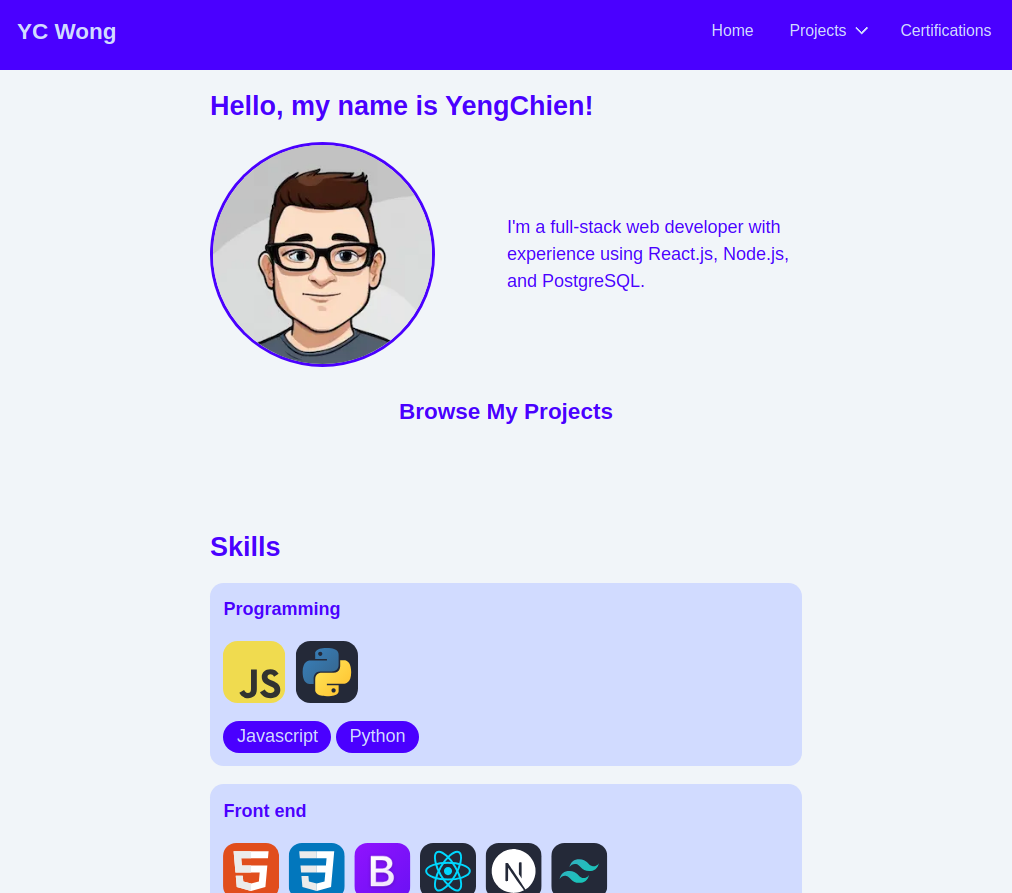 YC Wong
Home
Projects
Certifications
Hello, my name is YengChien!
I'm a full-stack web developer with
experience using React.js, Node.js,
and PostgreSQL.
Browse My Projects
Skills
Programming
JS
Javascript
Python
Front end
5
3
B
N